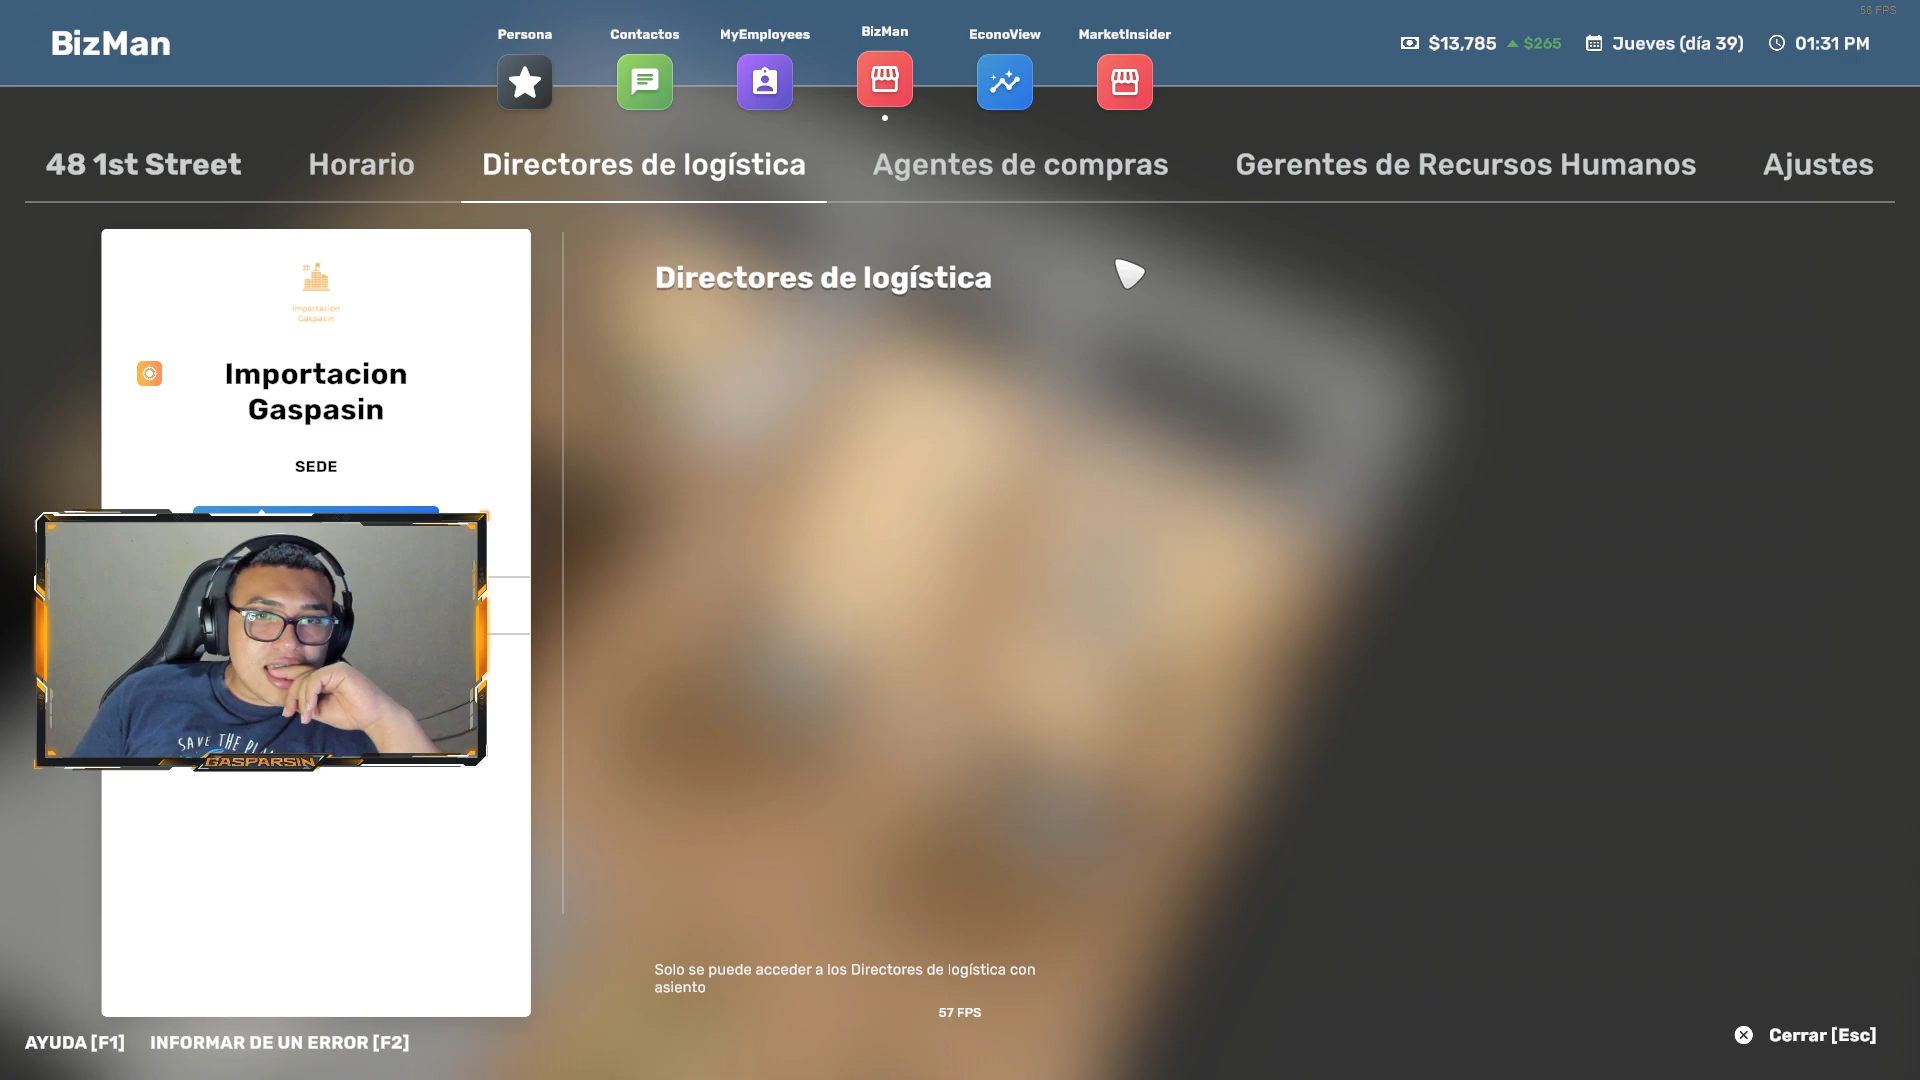 56 FPS
BizMan
Persona
Contactos
MyEmployees
BizMan
EconoView
MarketInsider
$13,785
$265
Jueves (día 39)
01:31 PM
48 1st Street
Horario
Directores de logística
Agentes de compras
Gerentes de Recursos Humanos
Ajustes
Importacion
Gaspasin
Importacion
Gaspasin
SEDE
Directores de logística
SAVE THE PLA
GASPARSIN
Solo se puede acceder a los Directores de logística con
asiento
57 FPS
AYUDA [F1]
INFORMAR DE UN ERROR [F2]
Cerrar [Esc]